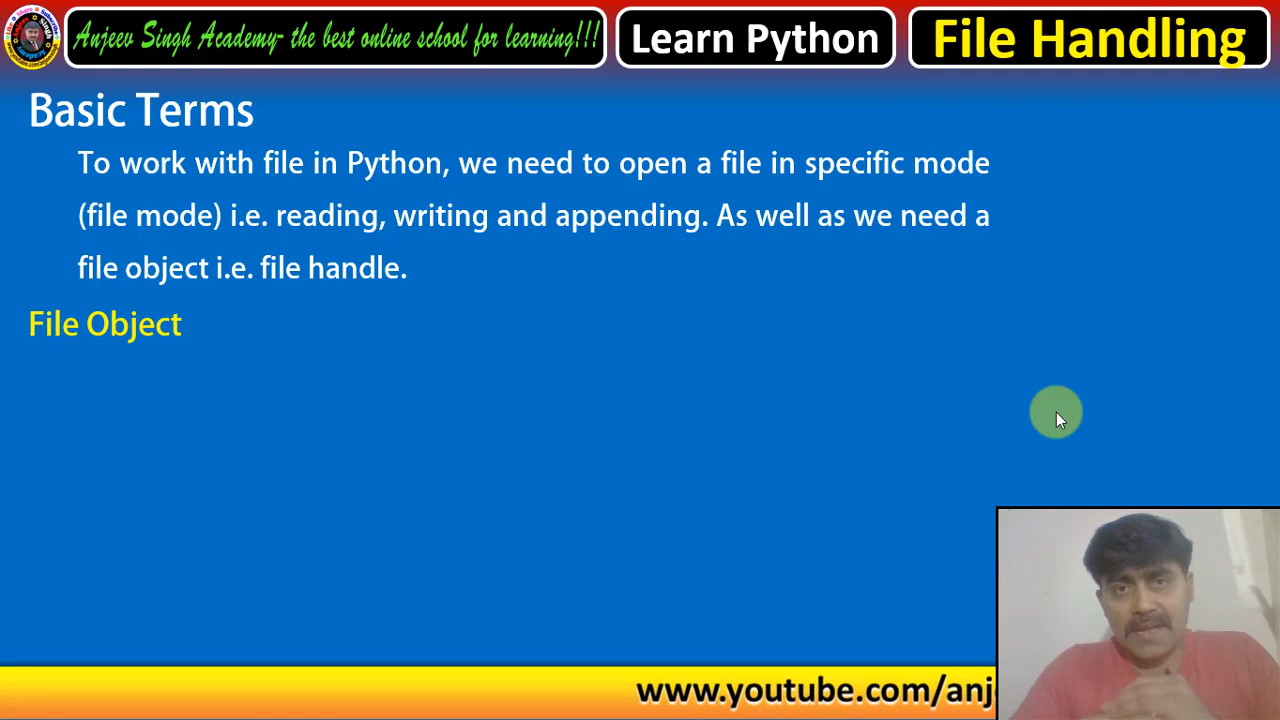 Anjeev Singh Academy- the best online school for learning!!!
Learn Python
File Handling
Basic Terms
To work with file in Python, we need to open a file in specific mode
(file mode) i.e. reading, writing and appending. As well as we need a
file object i.e. file handle.
File Object
www.youtube.com/anj